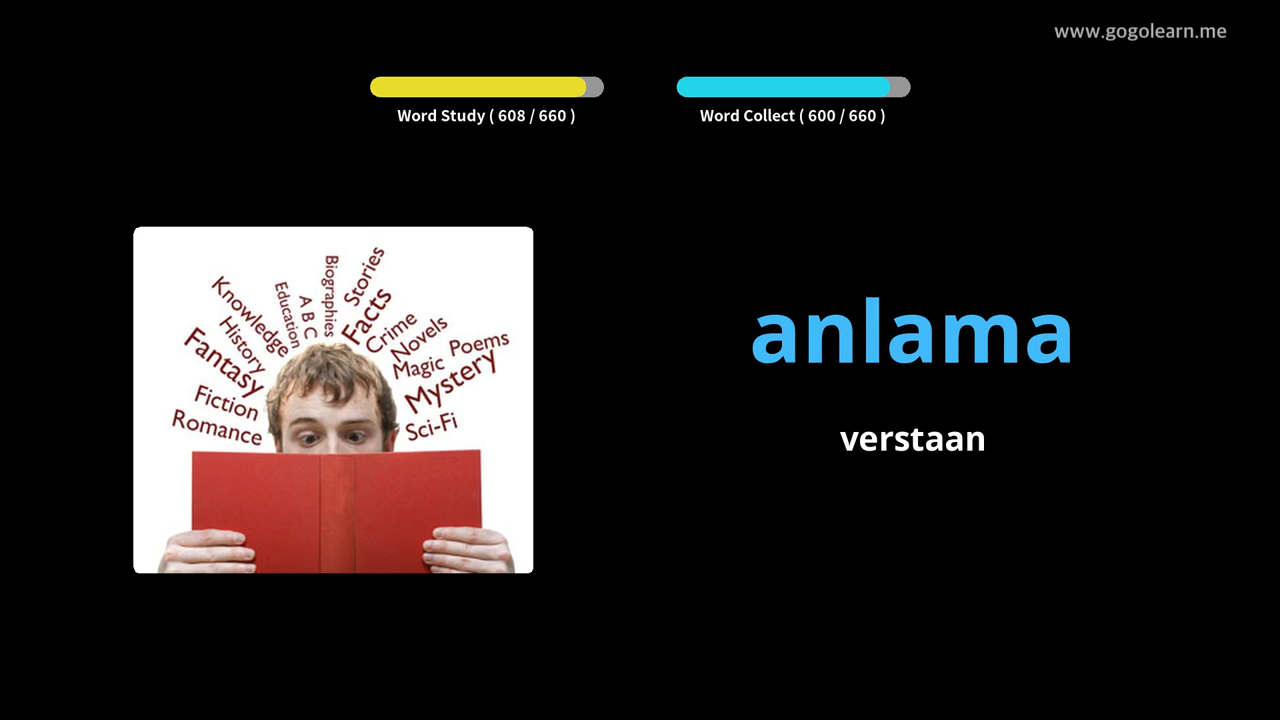 www.gogolearn.me
Word Study ( 608 / 660 )
Word Collect ( 600 / 660 )
Biographies
Stories
Knowledge
Education
A B C
Facts
Crime
History
Novels
Poems
Fantasy
Magic
Mystery
Fiction
Sci-Fi
Romance
anlama
verstaan